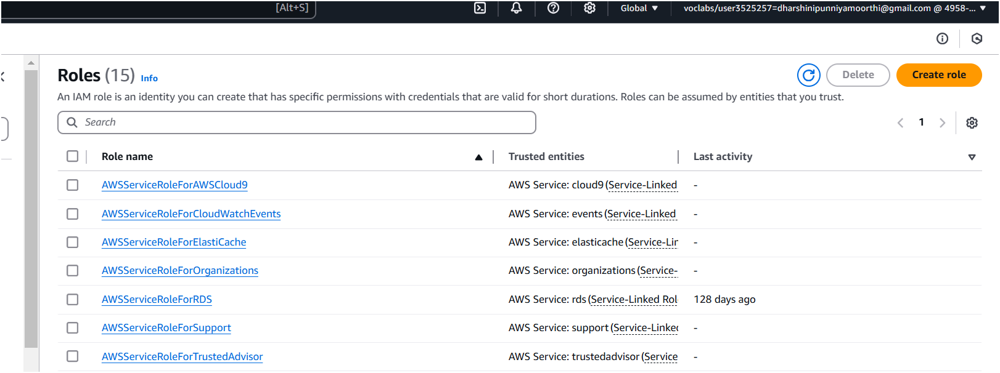 [Alt+S]
Global voclabs/user3525257=dharshinipunniyamoorthi@gmail.com @ 4958-...
Roles (15) Info
Delete
Create role
An IAM role is an identity you can create that has specific permissions with credentials that are valid for short durations. Roles can be assumed by entities that you trust.
Search
1
Role name Trusted entities Last activity
AWSServiceRoleForAWSCloud9 AWS Service: cloud9 (Service-Linked -
AWSServiceRoleForCloudWatchEvents AWS Service: events (Service-Linked -
AWSServiceRoleForElastiCache AWS Service: elasticache (Service-Lin -
AWSServiceRoleForOrganizations AWS Service: organizations (Service- -
AWSServiceRoleForRDS AWS Service: rds (Service-Linked Rol 128 days ago
AWSServiceRoleForSupport AWS Service: support (Service-Linked -
AWSServiceRoleForTrustedAdvisor AWS Service: trustedadvisor (Service -